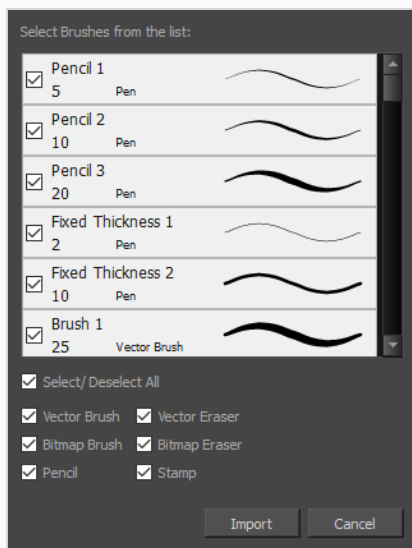 Select Brushes from the list:
Pencil 1
5 Pen
Pencil 2
10 Pen
Pencil 3
20 Pen
Fixed Thickness 1
2 Pen
Fixed Thickness 2
10 Pen
Brush 1
25 Vector Brush
Select/ Deselect All
Vector Brush Vector Eraser
Bitmap Brush Bitmap Eraser
Pencil Stamp
Import Cancel